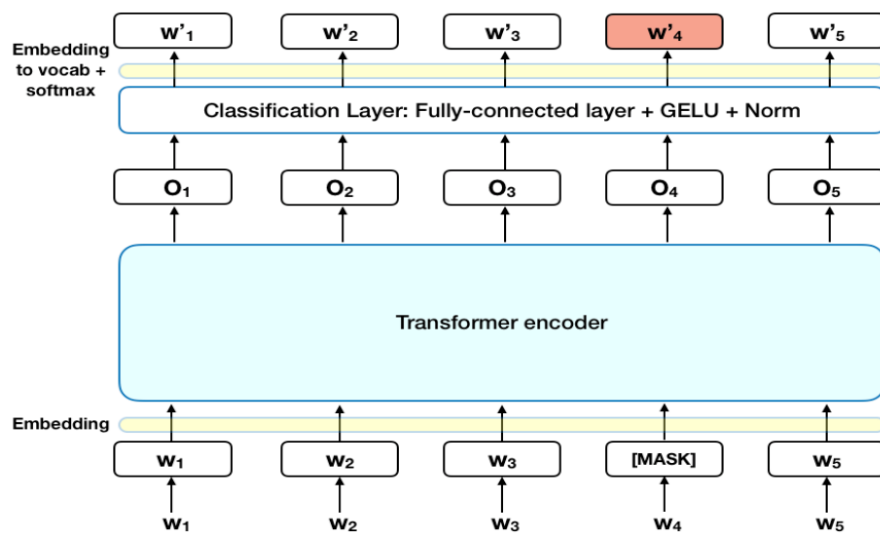 w’₁ w’₂ w’₃ w’₄ w’₅
Embedding
to vocab +
softmax
Classification Layer: Fully-connected layer + GELU + Norm
O₁ O₂ O₃ O₄ O₅
Transformer encoder
Embedding
w₁ w₂ w₃ [MASK] w₅
w₁ w₂ w₃ w₄ w₅